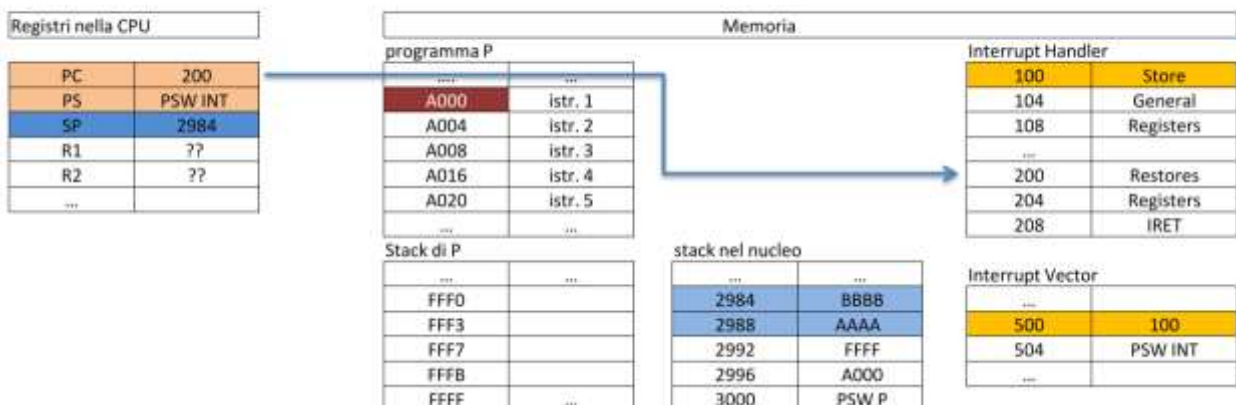 Registri nella CPU
PC 200
PS PSW INT
SP 2984
R1 ??
R2 ??
...
Memoria
programma P
.... ...
A000 istr. 1
A004 istr. 2
A008 istr. 3
A016 istr. 4
A020 istr. 5
... ...
Stack di P
... ...
FFF0
FFF3
FFF7
FFFB
FFFF ...
stack nel nucleo
... ...
2984 BBBB
2988 AAAA
2992 FFFF
2996 A000
3000 PSW P
Interrupt Handler
100 Store
104 General
108 Registers
...
200 Restores
204 Registers
208 IRET
Interrupt Vector
...
500 100
504 PSW INT
...